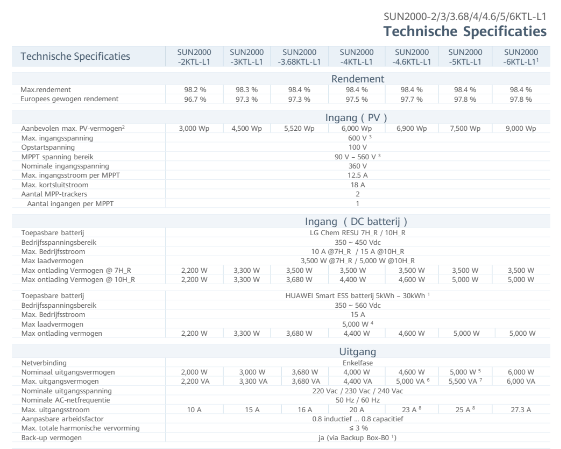 SUN2000-2/3/3.68/4/4.6/5/6KTL-L1
Technische Specificaties
Technische Specificaties SUN2000 -2KTL-L1 SUN2000 -3KTL-L1 SUN2000 -3.68KTL-L1 SUN2000 -4KTL-L1 SUN2000 -4.6KTL-L1 SUN2000 -5KTL-L1 SUN2000 -6KTL-L1¹
Rendement
Max.rendement 98.2 % 98.3 % 98.4 % 98.4 % 98.4 % 98.4 % 98.4 %
Europees gewogen rendement 96.7 % 97.3 % 97.3 % 97.5 % 97.7 % 97.8 % 97.8 %
Ingang ( PV )
Aanbevolen max. PV-vermogen² 3,000 Wp 4,500 Wp 5,520 Wp 6,000 Wp 6,900 Wp 7,500 Wp 9,000 Wp
Max. ingangsspanning 600 V ³
Opstartspanning 100 V
MPPT spanning bereik 90 V – 560 V ³
Nominale ingangsspanning 360 V
Max. ingangsstroom per MPPT 12.5 A
Max. kortsluitstroom 18 A
Aantal MPP-trackers 2
Aantal ingangen per MPPT 1
Ingang ( DC batterij )
Toepasbare batterij LG Chem RESU 7H_R / 10H_R
Bedrijfsspanningsbereik 350 ~ 450 Vdc
Max. Bedrijfsstroom 10 A @7H_R / 15 A @10H_R
Max laadvermogen 3,500 W @7H_R / 5,000 W @10H_R
Max ontlading Vermogen @ 7H_R 2,200 W 3,300 W 3,500 W 3,500 W 3,500 W 3,500 W 3,500 W
Max ontlading Vermogen @ 10H_R 2,200 W 3,300 W 3,680 W 4,400 W 4,600 W 5,000 W 5,000 W
Toepasbare batterij HUAWEI Smart ESS batterij 5kWh – 30kWh ¹
Bedrijfsspanningsbereik 350 ~ 560 Vdc
Max. Bedrijfsstroom 15 A
Max laadvermogen 5,000 W ⁴
Max ontlading vermogen 2,200 W 3,300 W 3,680 W 4,400 W 4,600 W 5,000 W 5,000 W
Uitgang
Netverbinding Enkelfase
Nominaal uitgangsvermogen 2,000 W 3,000 W 3,680 W 4,000 W 4,600 W 5,000 W ⁵ 6,000 W
Max. uitgangsvermogen 2,200 VA 3,300 VA 3,680 VA 4,400 VA 5,000 VA ⁶ 5,500 VA ⁷ 6,000 VA
Nominale uitgangsspanning 220 Vac / 230 Vac / 240 Vac
Nominale AC-netfrequentie 50 Hz / 60 Hz
Max. uitgangsstroom 10 A 15 A 16 A 20 A 23 A ⁸ 25 A ⁸ 27.3 A
Aanpasbare arbeidsfactor 0.8 inductief ... 0.8 capacitief
Max. totale harmonische vervorming ≤ 3 %
Back-up vermogen ja (via Backup Box-B0 ¹)